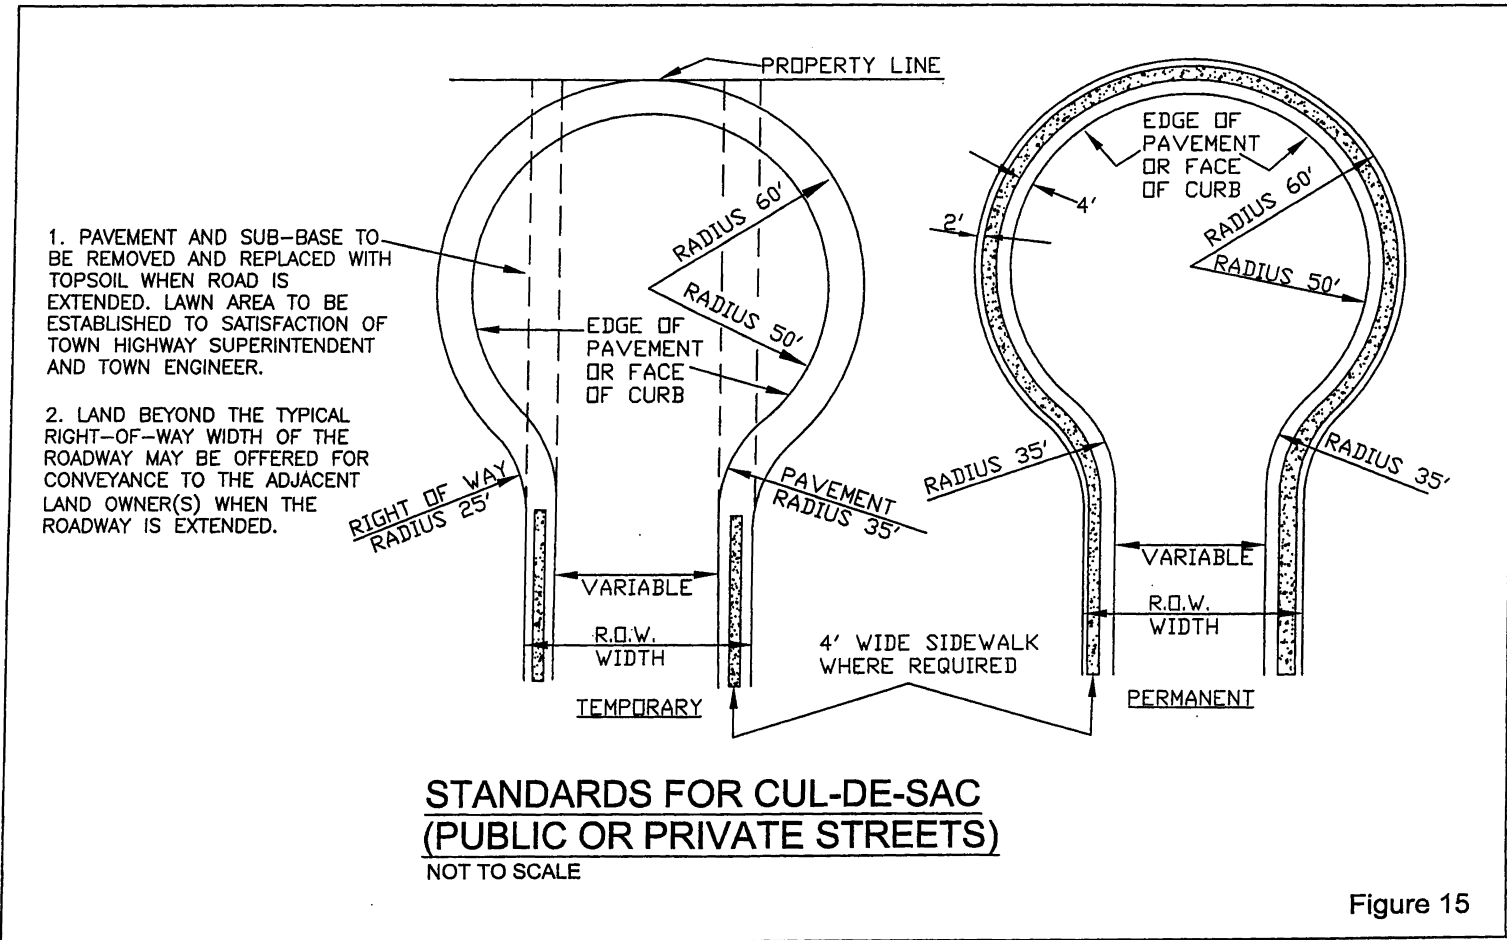 PROPERTY LINE
1. PAVEMENT AND SUB-BASE TO
BE REMOVED AND REPLACED WITH
TOPSOIL WHEN ROAD IS
EXTENDED. LAWN AREA TO BE
ESTABLISHED TO SATISFACTION OF
TOWN HIGHWAY SUPERINTENDENT
AND TOWN ENGINEER.
2. LAND BEYOND THE TYPICAL
RIGHT-OF-WAY WIDTH OF THE
ROADWAY MAY BE OFFERED FOR
CONVEYANCE TO THE ADJACENT
LAND OWNER(S) WHEN THE
ROADWAY IS EXTENDED.
RADIUS 60'
RADIUS 50'
EDGE OF
PAVEMENT
OR FACE
OF CURB
RIGHT OF WAY
RADIUS 25'
PAVEMENT
RADIUS 35'
VARIABLE
R.O.W.
WIDTH
TEMPORARY
4' WIDE SIDEWALK
WHERE REQUIRED
EDGE OF
PAVEMENT
OR FACE
OF CURB
4'
2'
RADIUS 60'
RADIUS 50'
RADIUS 35'
RADIUS 35'
VARIABLE
R.O.W.
WIDTH
PERMANENT
STANDARDS FOR CUL-DE-SAC
(PUBLIC OR PRIVATE STREETS)
NOT TO SCALE
Figure 15